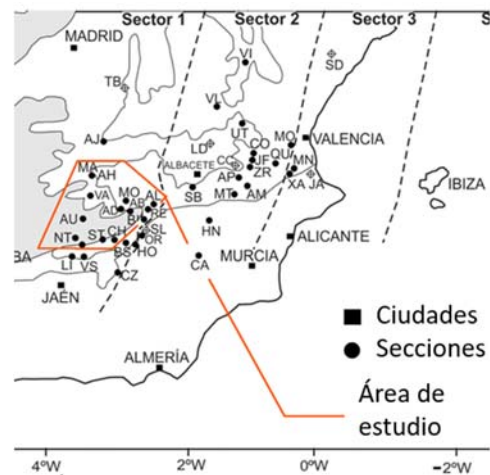 Sector 1
Sector 2
Sector 3
S
MADRID
TB
VI
SD
VI
AJ
UT
LD
CO
MO
VALENCIA
CC
JF
QU
MN
ALBACETE
AP
ZR
MA
AH
SB
MT
AM
XA
JA
IBIZA
VA
MO
AB
AL
AD
BI
RE
AU
SL
HN
ALICANTE
NT
ST
CH
OR
BA
BS
HO
CA
MURCIA
LI
VS
CZ
JAÉN
Ciudades
Secciones
ALMERÍA
Área de
estudio
4°W
2°W
0°W
-2°W